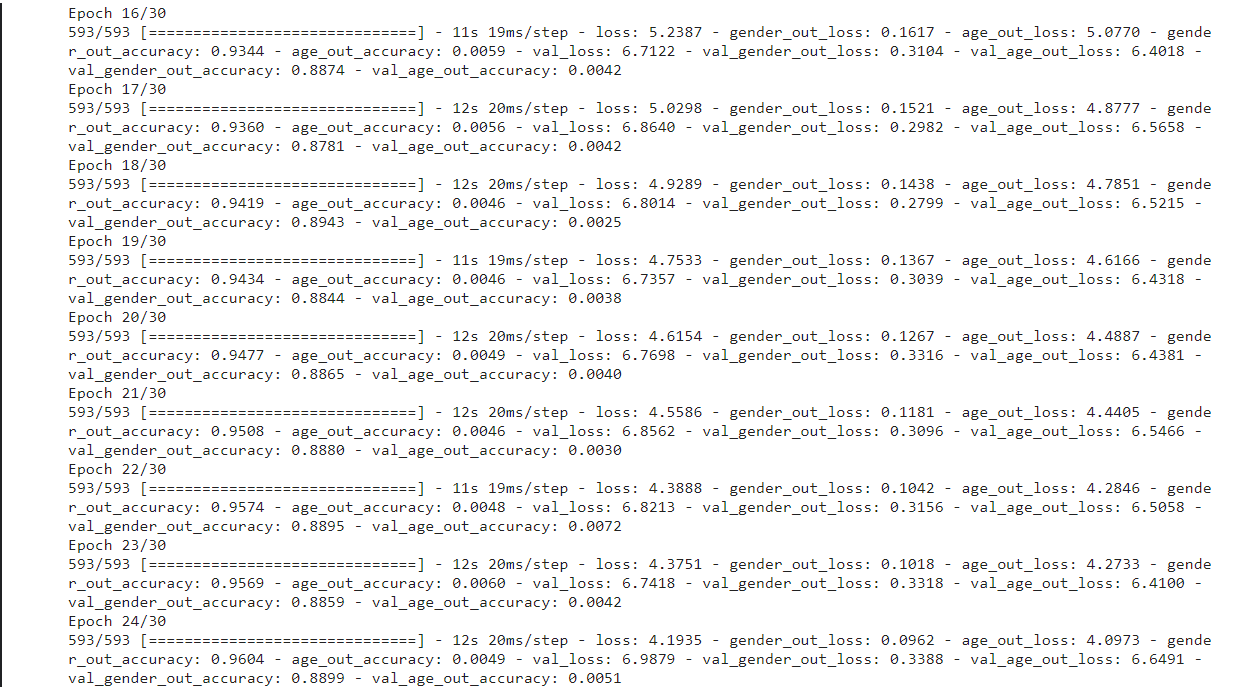 Epoch 16/30
593/593 [==============================] - 11s 19ms/step - loss: 5.2387 - gender_out_loss: 0.1617 - age_out_loss: 5.0770 - gende
r_out_accuracy: 0.9344 - age_out_accuracy: 0.0059 - val_loss: 6.7122 - val_gender_out_loss: 0.3104 - val_age_out_loss: 6.4018 -
val_gender_out_accuracy: 0.8874 - val_age_out_accuracy: 0.0042
Epoch 17/30
593/593 [==============================] - 12s 20ms/step - loss: 5.0298 - gender_out_loss: 0.1521 - age_out_loss: 4.8777 - gende
r_out_accuracy: 0.9360 - age_out_accuracy: 0.0056 - val_loss: 6.8640 - val_gender_out_loss: 0.2982 - val_age_out_loss: 6.5658 -
val_gender_out_accuracy: 0.8781 - val_age_out_accuracy: 0.0042
Epoch 18/30
593/593 [==============================] - 12s 20ms/step - loss: 4.9289 - gender_out_loss: 0.1438 - age_out_loss: 4.7851 - gende
r_out_accuracy: 0.9419 - age_out_accuracy: 0.0046 - val_loss: 6.8014 - val_gender_out_loss: 0.2799 - val_age_out_loss: 6.5215 -
val_gender_out_accuracy: 0.8943 - val_age_out_accuracy: 0.0025
Epoch 19/30
593/593 [==============================] - 11s 19ms/step - loss: 4.7533 - gender_out_loss: 0.1367 - age_out_loss: 4.6166 - gende
r_out_accuracy: 0.9434 - age_out_accuracy: 0.0046 - val_loss: 6.7357 - val_gender_out_loss: 0.3039 - val_age_out_loss: 6.4318 -
val_gender_out_accuracy: 0.8844 - val_age_out_accuracy: 0.0038
Epoch 20/30
593/593 [==============================] - 12s 20ms/step - loss: 4.6154 - gender_out_loss: 0.1267 - age_out_loss: 4.4887 - gende
r_out_accuracy: 0.9477 - age_out_accuracy: 0.0049 - val_loss: 6.7698 - val_gender_out_loss: 0.3316 - val_age_out_loss: 6.4381 -
val_gender_out_accuracy: 0.8865 - val_age_out_accuracy: 0.0040
Epoch 21/30
593/593 [==============================] - 12s 20ms/step - loss: 4.5586 - gender_out_loss: 0.1181 - age_out_loss: 4.4405 - gende
r_out_accuracy: 0.9508 - age_out_accuracy: 0.0046 - val_loss: 6.8562 - val_gender_out_loss: 0.3096 - val_age_out_loss: 6.5466 -
val_gender_out_accuracy: 0.8880 - val_age_out_accuracy: 0.0030
Epoch 22/30
593/593 [==============================] - 11s 19ms/step - loss: 4.3888 - gender_out_loss: 0.1042 - age_out_loss: 4.2846 - gende
r_out_accuracy: 0.9574 - age_out_accuracy: 0.0048 - val_loss: 6.8213 - val_gender_out_loss: 0.3156 - val_age_out_loss: 6.5058 -
val_gender_out_accuracy: 0.8895 - val_age_out_accuracy: 0.0072
Epoch 23/30
593/593 [==============================] - 12s 20ms/step - loss: 4.3751 - gender_out_loss: 0.1018 - age_out_loss: 4.2733 - gende
r_out_accuracy: 0.9569 - age_out_accuracy: 0.0060 - val_loss: 6.7418 - val_gender_out_loss: 0.3318 - val_age_out_loss: 6.4100 -
val_gender_out_accuracy: 0.8859 - val_age_out_accuracy: 0.0042
Epoch 24/30
593/593 [==============================] - 12s 20ms/step - loss: 4.1935 - gender_out_loss: 0.0962 - age_out_loss: 4.0973 - gende
r_out_accuracy: 0.9604 - age_out_accuracy: 0.0049 - val_loss: 6.9879 - val_gender_out_loss: 0.3388 - val_age_out_loss: 6.6491 -
val_gender_out_accuracy: 0.8899 - val_age_out_accuracy: 0.0051